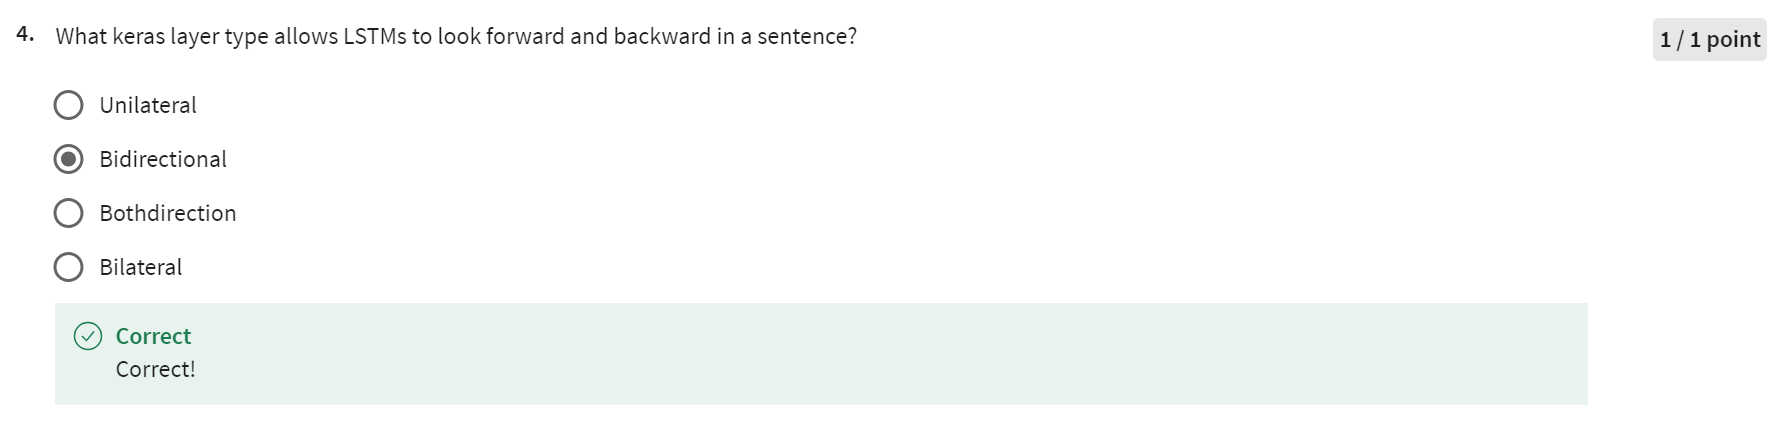 4. What keras layer type allows LSTMs to look forward and backward in a sentence?
1 / 1 point
Unilateral
Bidirectional
Bothdirection
Bilateral
Correct
Correct!